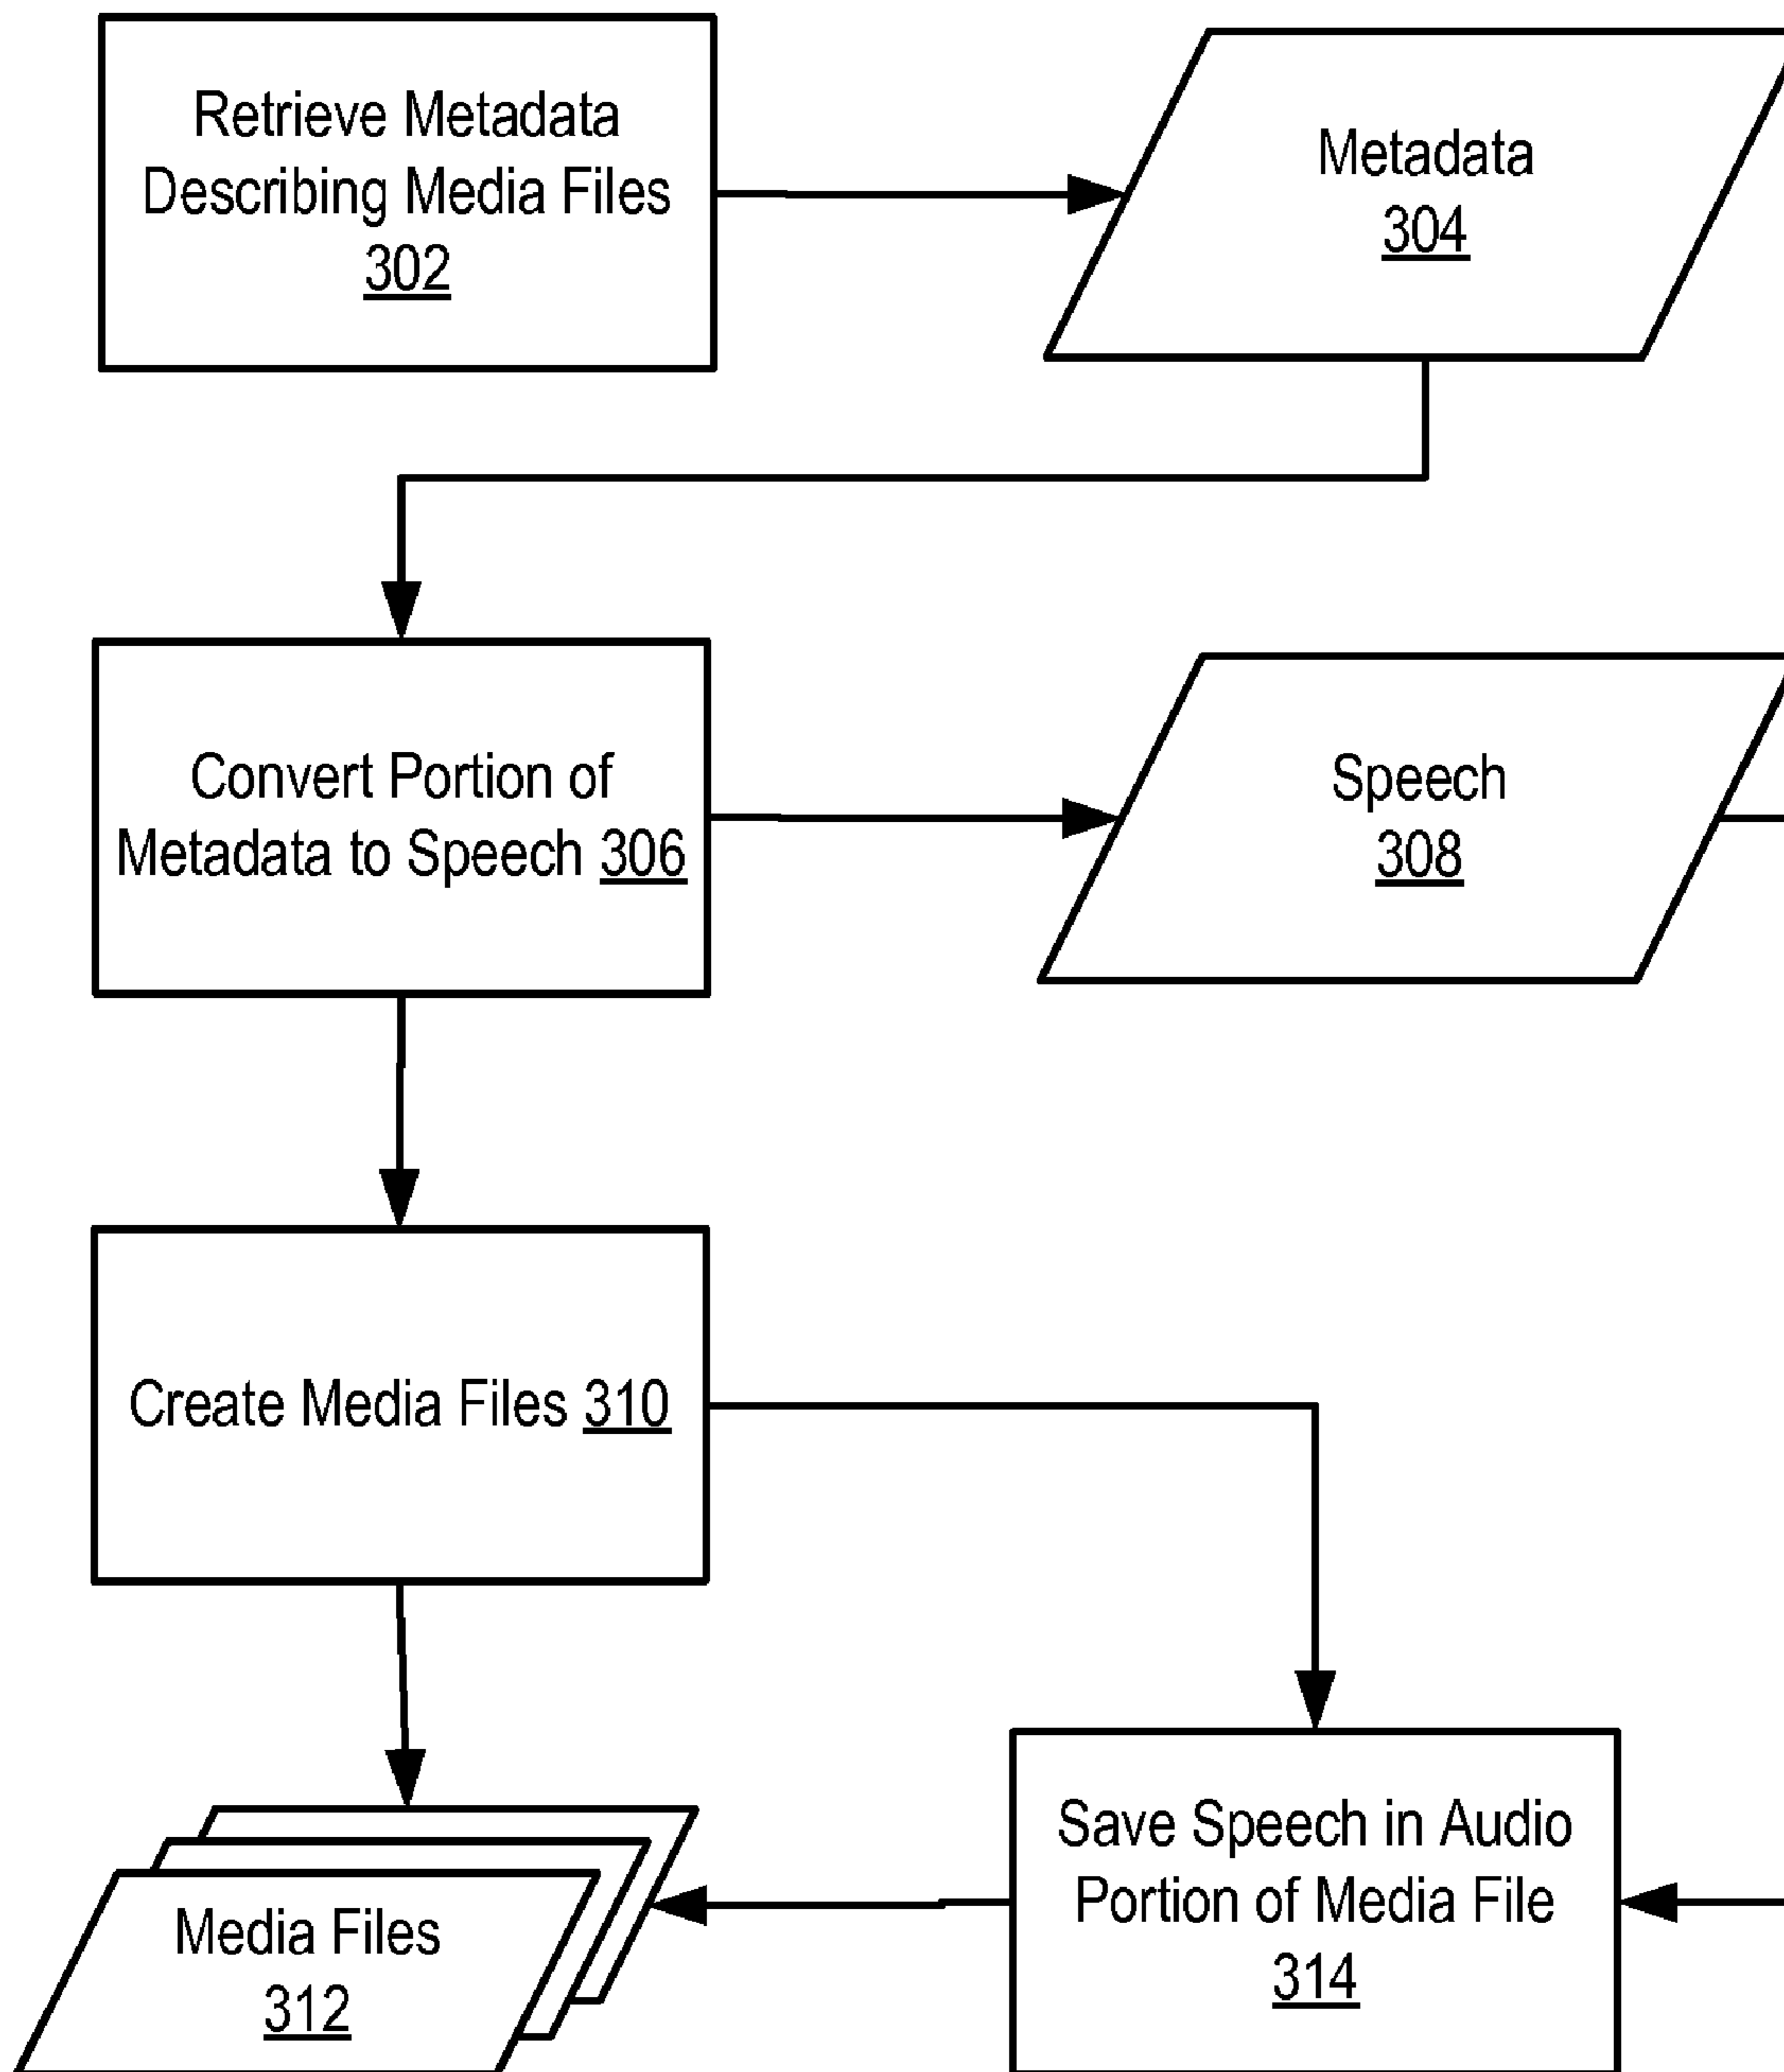 Retrieve Metadata
Describing Media Files
302
Metadata
304
Convert Portion of
Metadata to Speech 306
Speech
308
Create Media Files 310
Save Speech in Audio
Portion of Media File
314
Media Files
312